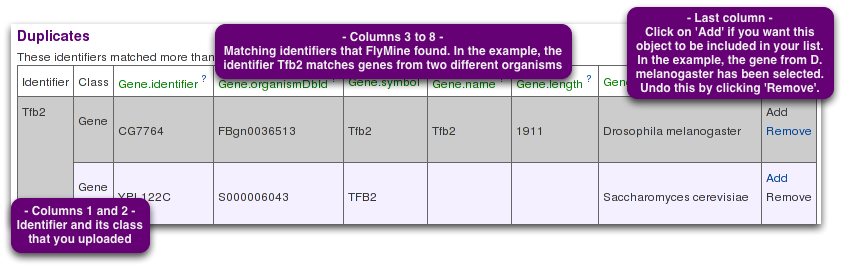 Duplicates
These identifiers matched more than
- Columns 3 to 8 -
Matching identifiers that FlyMine found. In the example, the
identifier Tfb2 matches genes from two different organisms
- Last column -
Click on 'Add' if you want this
object to be included in your list.
In the example, the gene from D.
melanogaster has been selected.
Undo this by clicking 'Remove'.
Identifier Class Gene.identifier ? Gene.organismDbId ? Gene.symbol Gene.name ? Gene.length ?
Tfb2 Gene CG7764 FBgn0036513 Tfb2 Tfb2 1911 Drosophila melanogaster Add
Remove
Gene YPL122C S000006043 TFB2 Saccharomyces cerevisiae Add
Remove
- Columns 1 and 2 -
Identifier and its class
that you uploaded